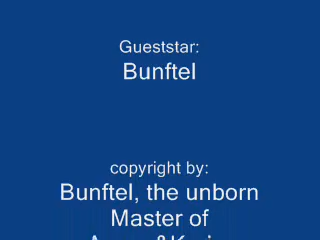 Gueststar:
Bunftel
copyright by:
Bunftel, the unborn
Master of